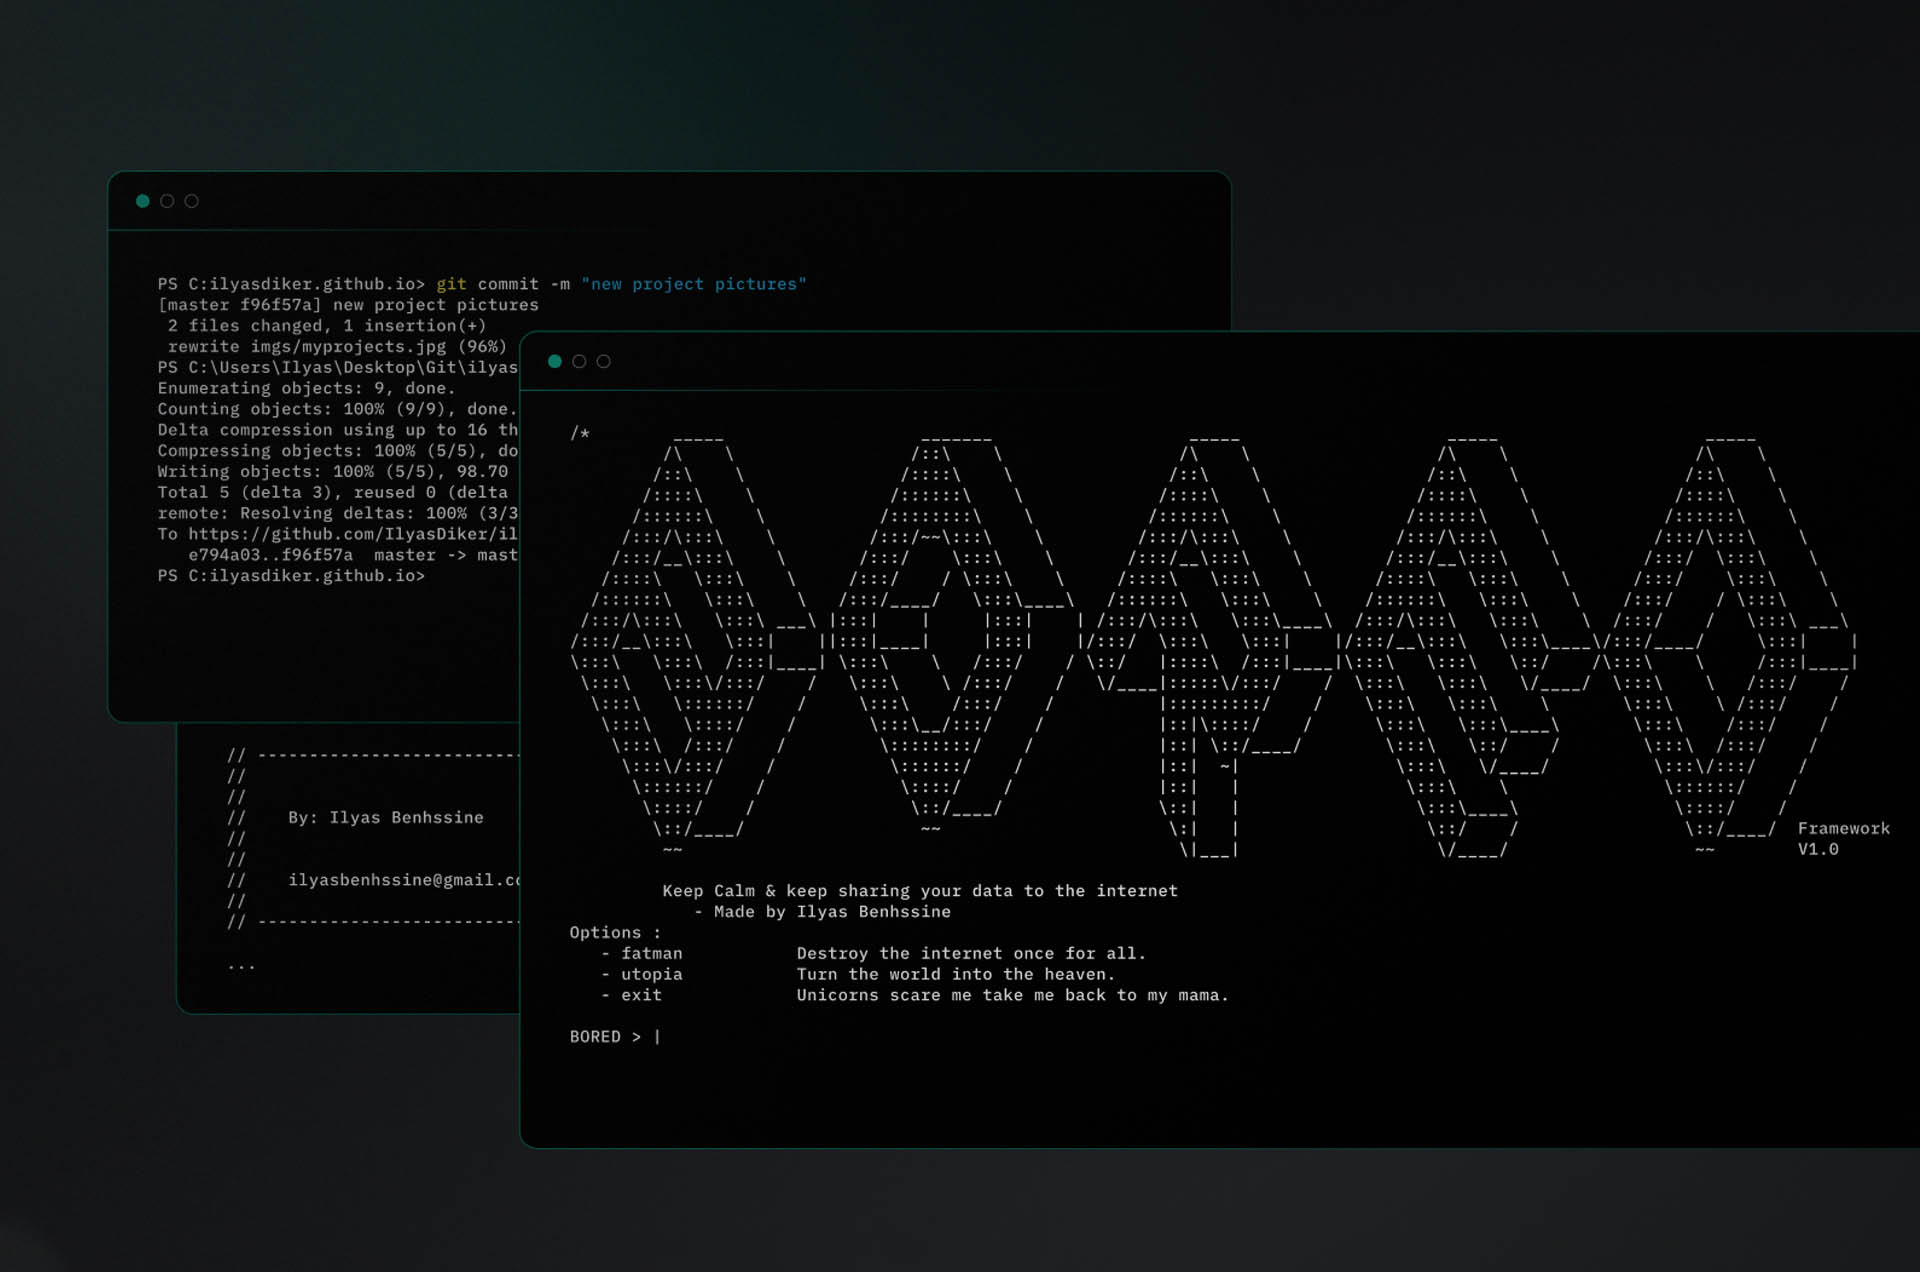 PS C:ilyasdiker.github.io> git commit -m "new project pictures"
[master f96f57a] new project pictures
2 files changed, 1 insertion(+)
rewrite imgs/myprojects.jpg (96%)
PS C:\Users\Ilyas\Desktop\Git\ilyas
Enumerating objects: 9, done.
Counting objects: 100% (9/9), done.
Delta compression using up to 16 th
Compressing objects: 100% (5/5), do
Writing objects: 100% (5/5), 98.70
Total 5 (delta 3), reused 0 (delta
remote: Resolving deltas: 100% (3/3
To https://github.com/IlyasDiker/il
e794a03..f96f57a  master -> mast
PS C:ilyasdiker.github.io>
// --------------------------
//
//
//    By: Ilyas Benhssine
//
//
//    ilyasbenhssine@gmail.co
//
// --------------------------
...
/*
BORED
Framework
V1.0
Keep Calm & keep sharing your data to the internet
- Made by Ilyas Benhssine
Options :
- fatman           Destroy the internet once for all.
- utopia           Turn the world into the heaven.
- exit             Unicorns scare me take me back to my mama.
BORED > |